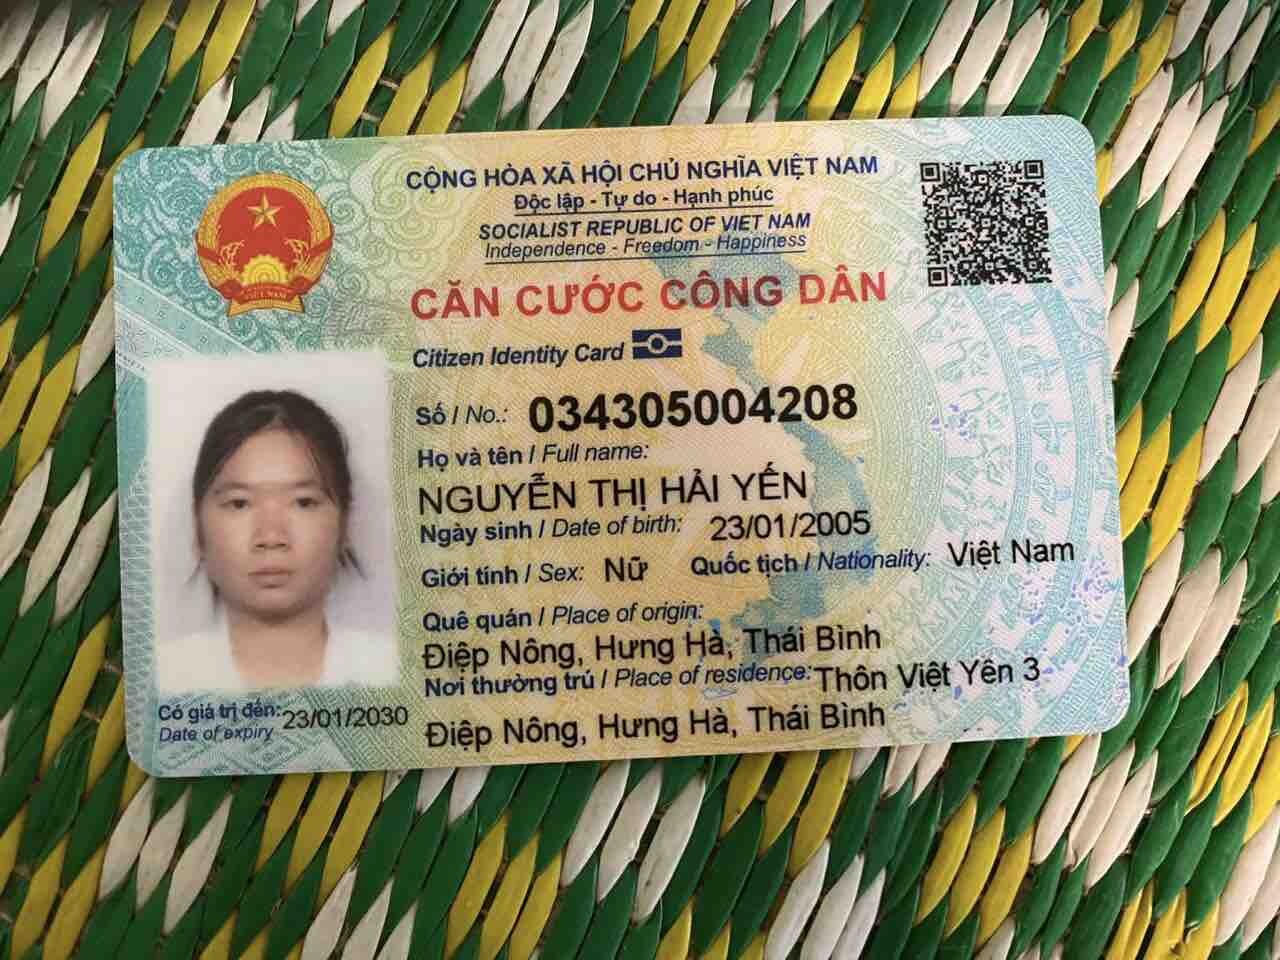 CỘNG HÒA XÃ HỘI CHỦ NGHĨA VIỆT NAM
Độc lập - Tự do - Hạnh phúc
SOCIALIST REPUBLIC OF VIET NAM
Independence - Freedom - Happiness
CĂN CƯỚC CÔNG DÂN
Citizen Identity Card
Số / No.: 034305004208
Họ và tên / Full name:
NGUYỄN THỊ HẢI YẾN
Ngày sinh / Date of birth: 23/01/2005
Giới tính / Sex: Nữ Quốc tịch / Nationality: Việt Nam
Quê quán / Place of origin:
Điệp Nông, Hưng Hà, Thái Bình
Nơi thường trú / Place of residence: Thôn Việt Yên 3
Điệp Nông, Hưng Hà, Thái Bình
Có giá trị đến: 23/01/2030
Date of expiry
VIỆT NAM